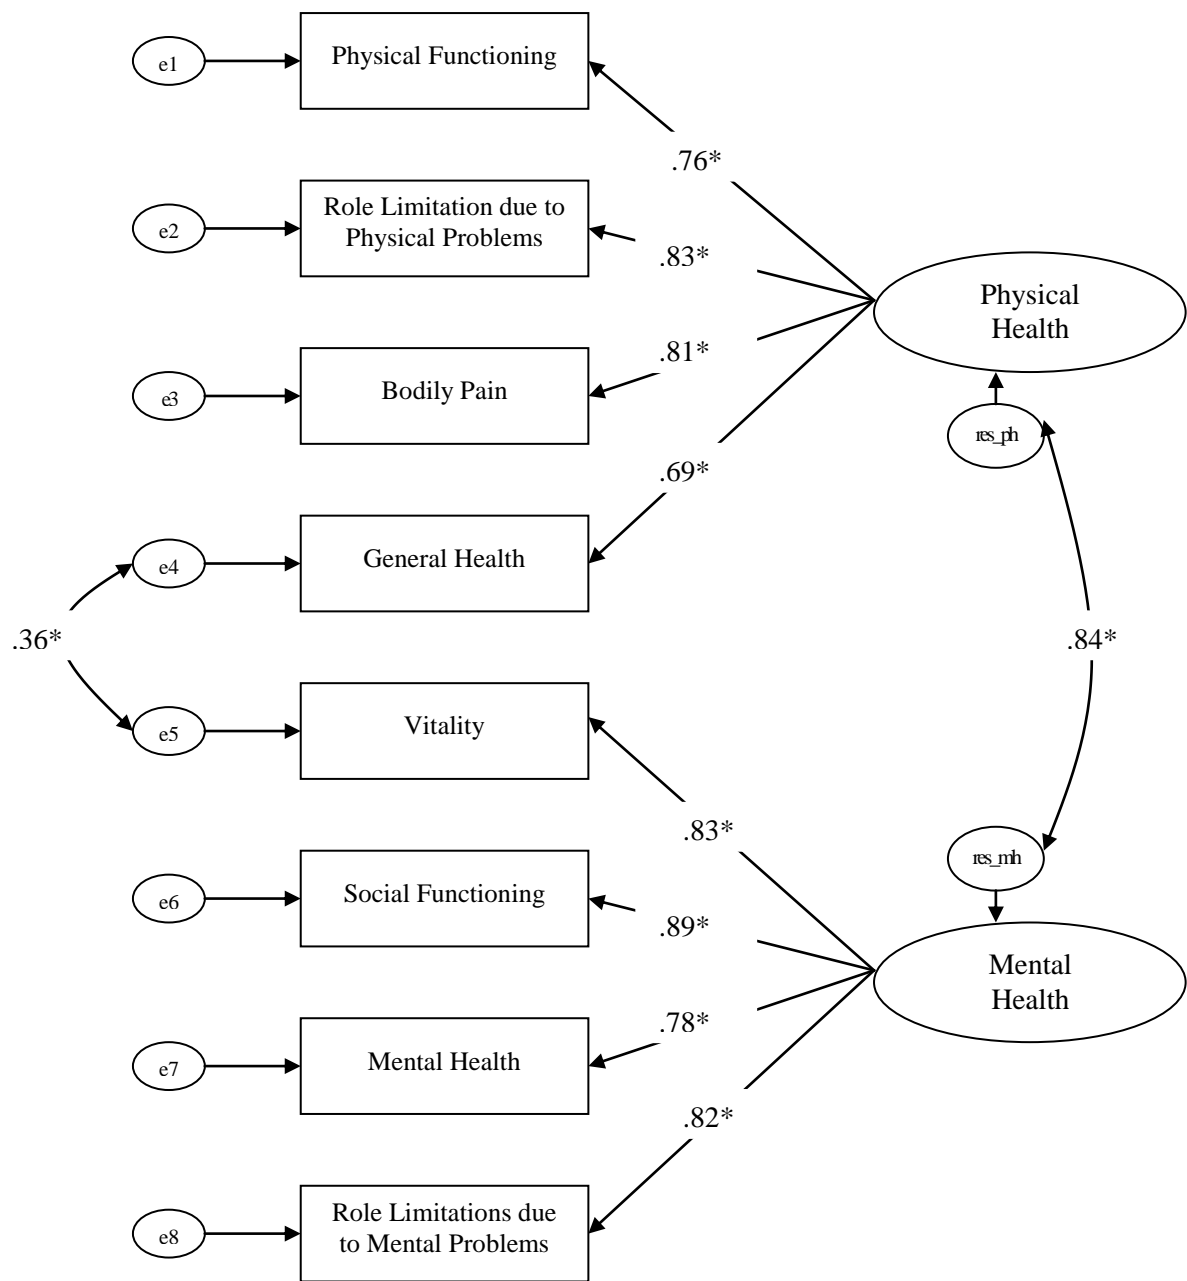 e1
Physical Functioning
.76*
e2
Role Limitation due to
Physical Problems
.83*
Physical
Health
e3
Bodily Pain
.81*
res_ph
.69*
e4
General Health
.36*
.84*
e5
Vitality
.83*
res_mh
e6
Social Functioning
.89*
Mental
Health
e7
Mental Health
.78*
.82*
e8
Role Limitations due
to Mental Problems